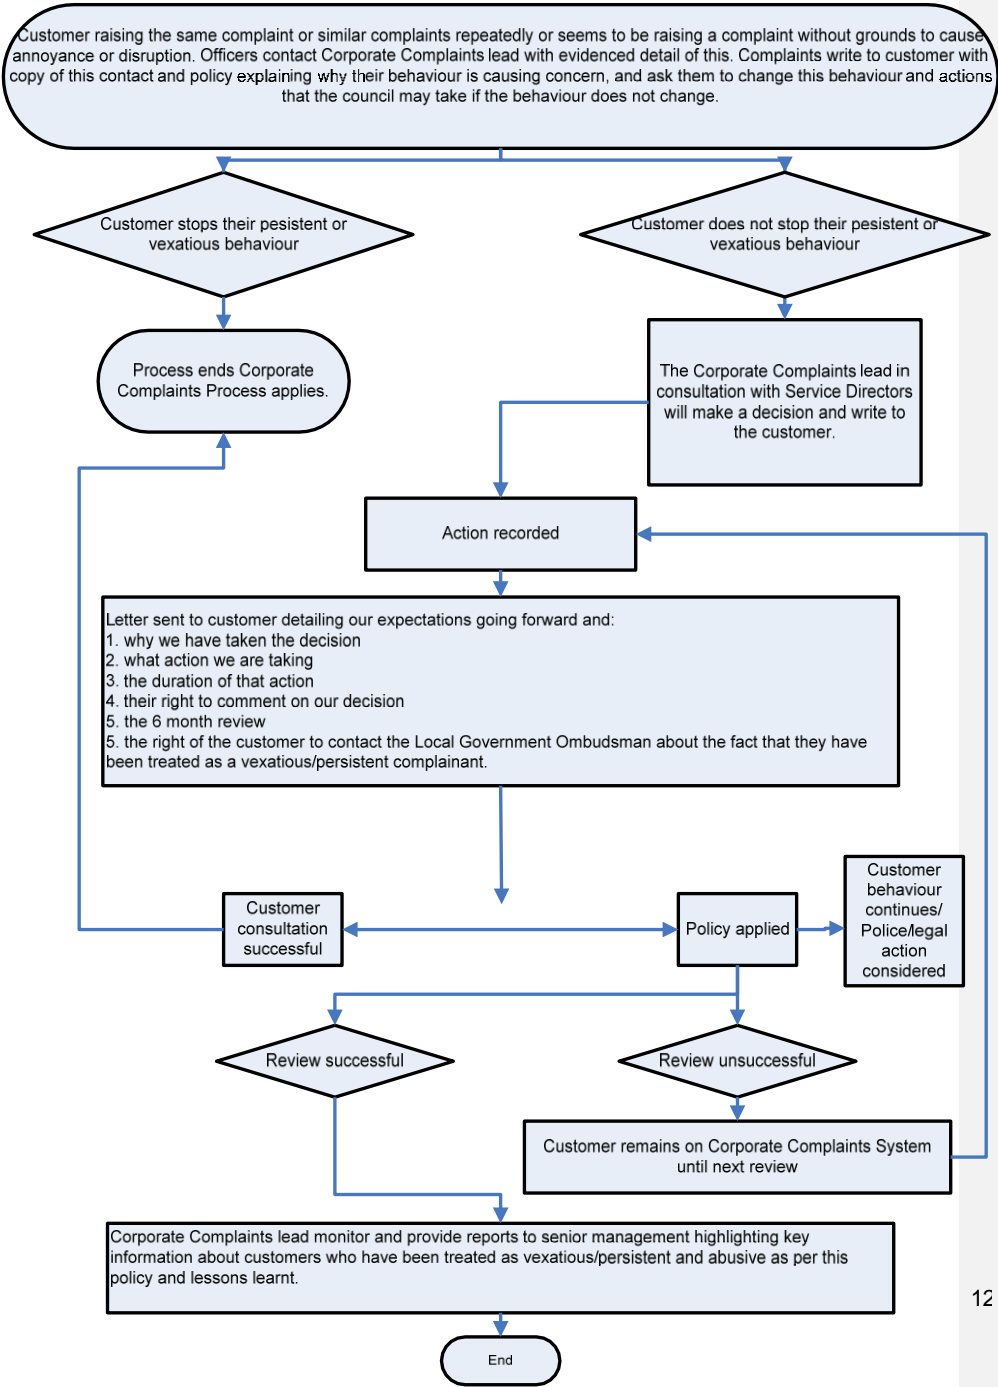 Customer raising the same complaint or similar complaints repeatedly or seems to be raising a complaint without grounds to cause
annoyance or disruption. Officers contact Corporate Complaints lead with evidenced detail of this. Complaints write to customer with
copy of this contact and policy explaining why their behaviour is causing concern, and ask them to change this behaviour and actions
that the council may take if the behaviour does not change.
Customer stops their pesistent or
vexatious behaviour
Customer does not stop their pesistent or
vexatious behaviour
Process ends Corporate
Complaints Process applies.
The Corporate Complaints lead in
consultation with Service Directors
will make a decision and write to
the customer.
Action recorded
Letter sent to customer detailing our expectations going forward and:
1. why we have taken the decision
2. what action we are taking
3. the duration of that action
4. their right to comment on our decision
5. the 6 month review
5. the right of the customer to contact the Local Government Ombudsman about the fact that they have
been treated as a vexatious/persistent complainant.
Customer
consultation
successful
Policy applied
Customer
behaviour
continues/
Police/legal
action
considered
Review successful
Review unsuccessful
Customer remains on Corporate Complaints System
until next review
Corporate Complaints lead monitor and provide reports to senior management highlighting key
information about customers who have been treated as vexatious/persistent and abusive as per this
policy and lessons learnt.
12
End